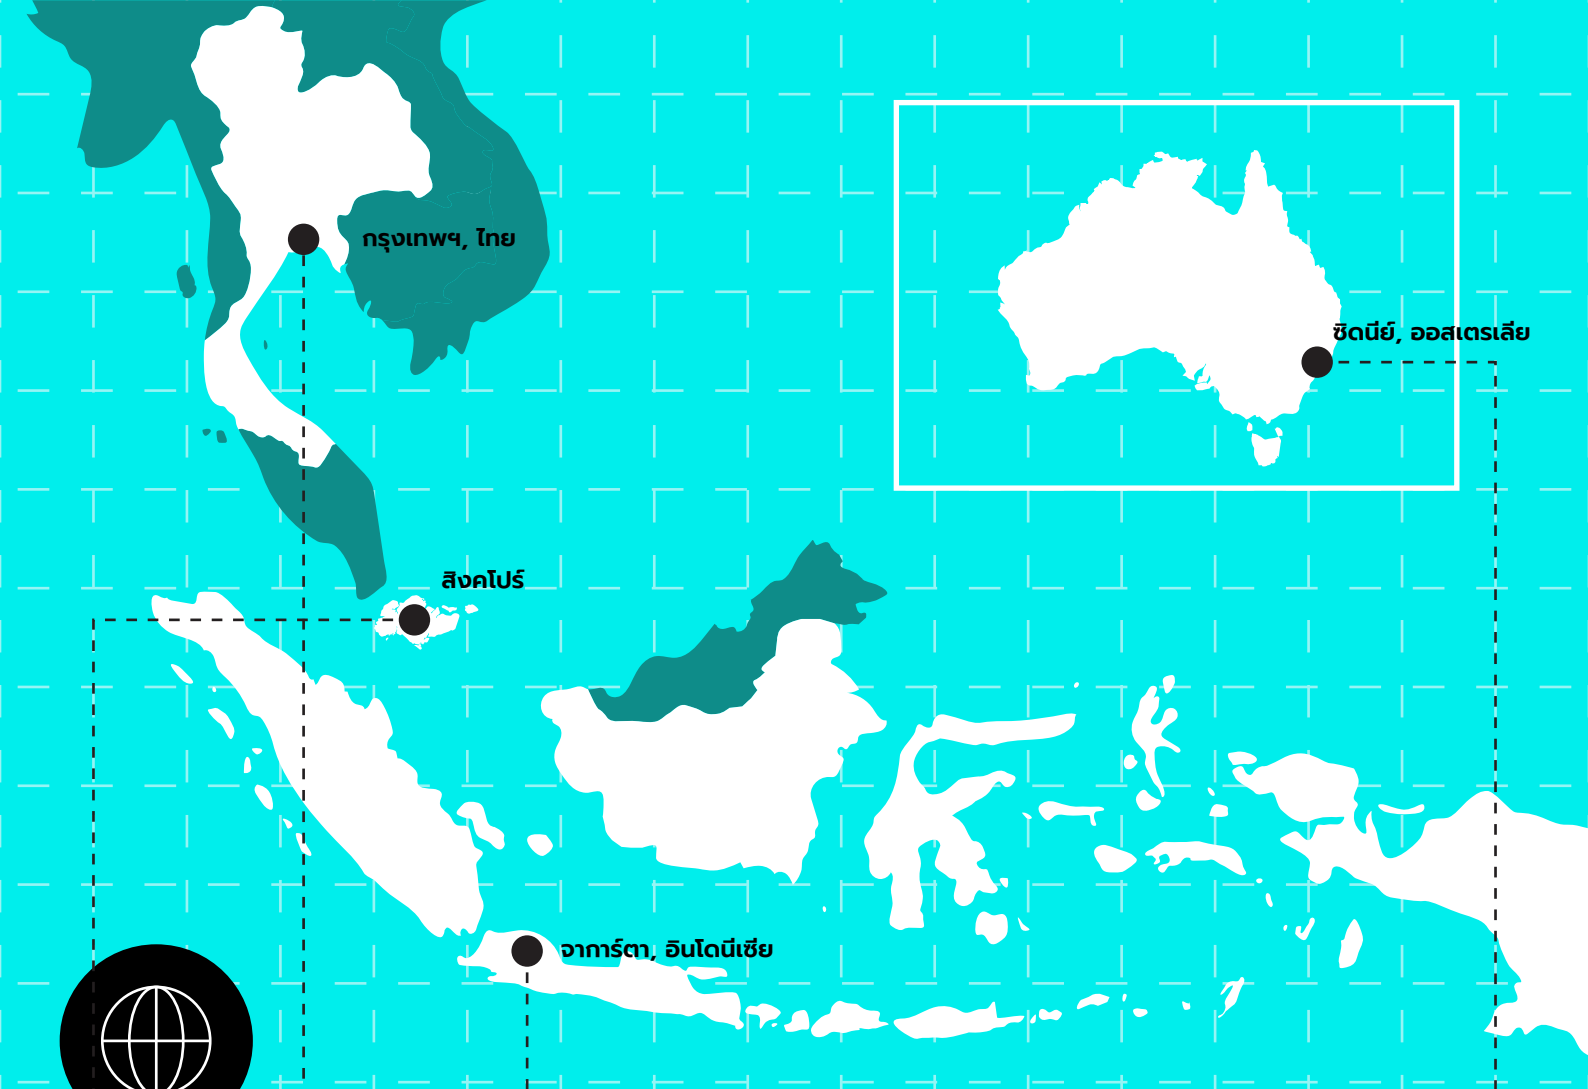 กรุงเทพฯ, ไทย
ซิดนีย์, ออสเตรเลีย
สิงคโปร์
จาการ์ตา, อินโดนีเซีย